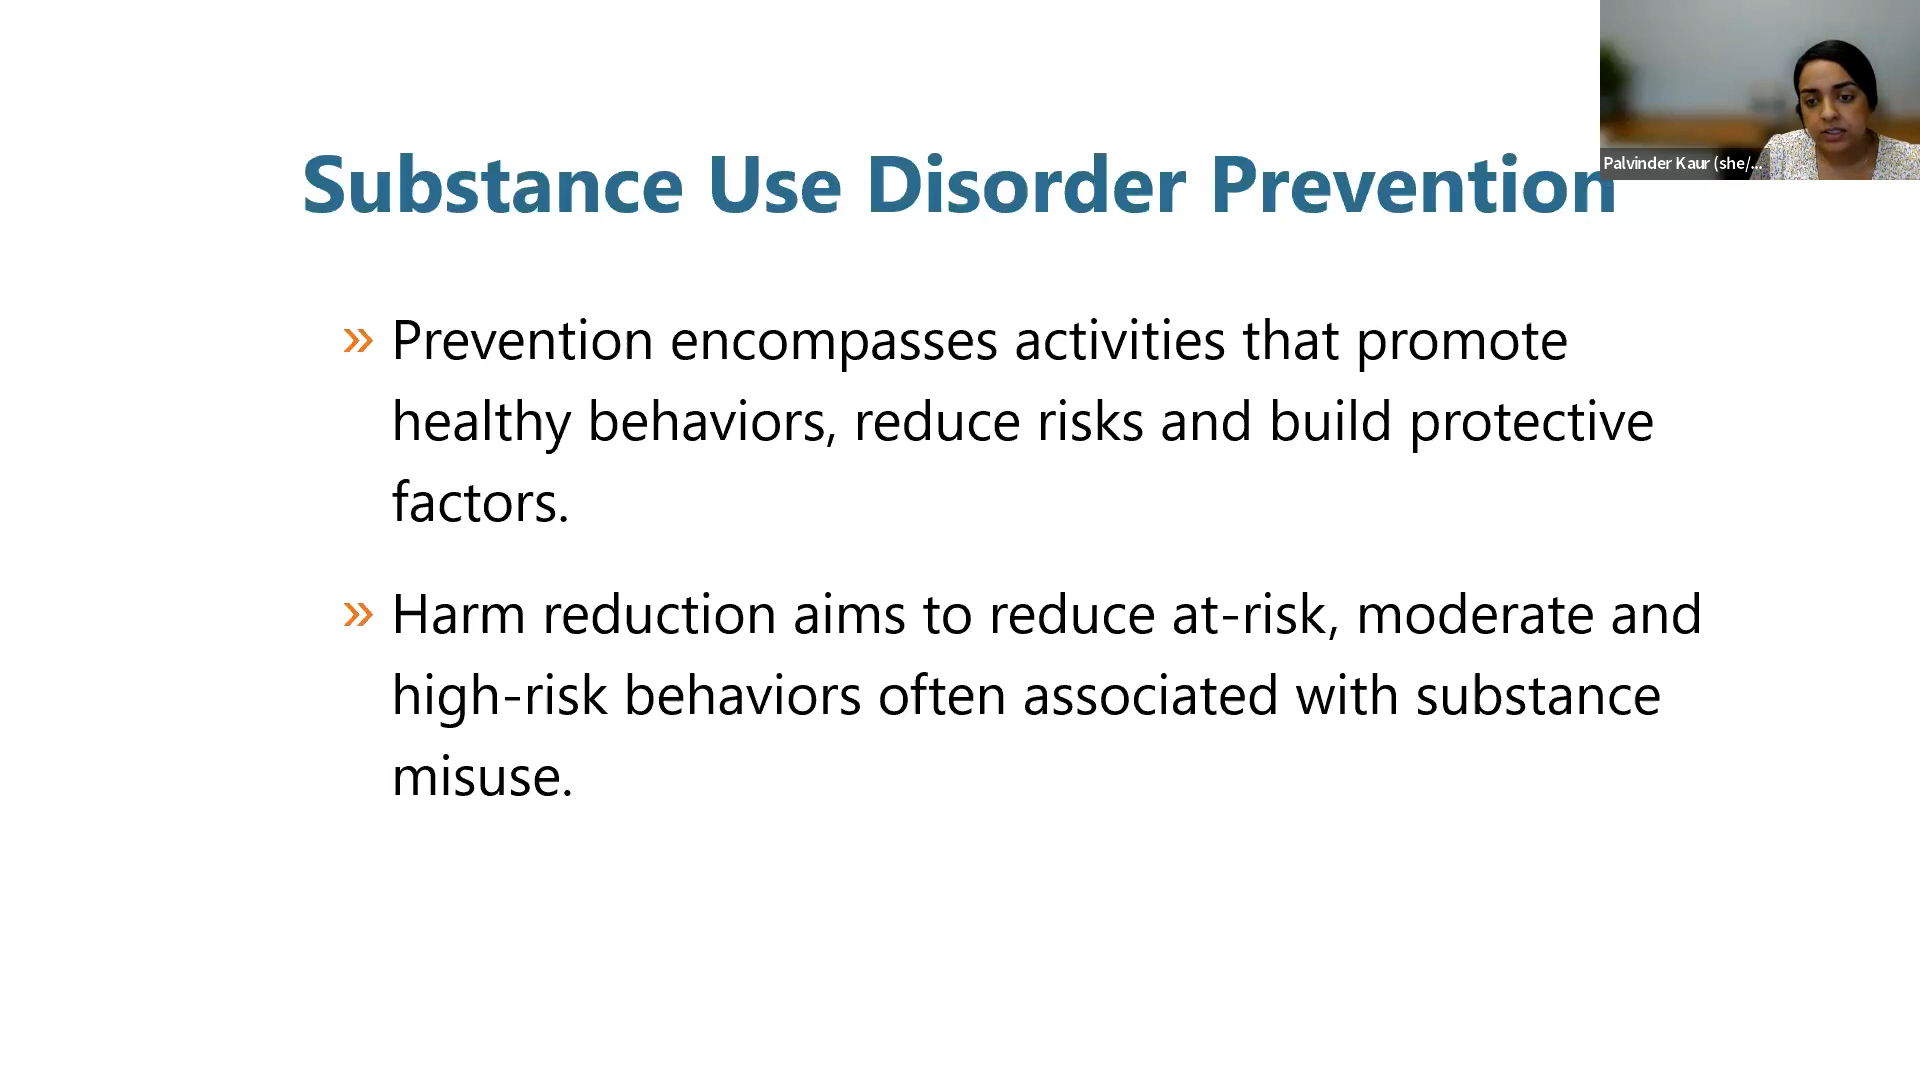 Substance Use Disorder Prevention
Palvinder Kaur (she/...
» Prevention encompasses activities that promote
healthy behaviors, reduce risks and build protective
factors.
» Harm reduction aims to reduce at-risk, moderate and
high-risk behaviors often associated with substance
misuse.